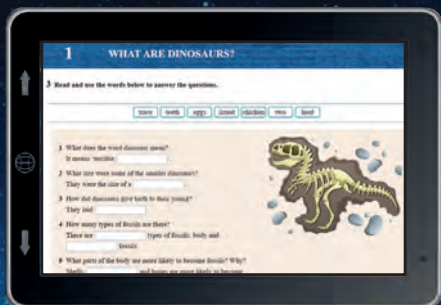 1 WHAT ARE DINOSAURS?
3 Read and use the words below to answer the questions.
trace teeth eggs lizard chicken two laid
1 What does the word dinosaur mean?
It means 'terrible .
2 What size were some of the smaller dinosaurs?
They were the size of a .
3 How did dinosaurs give birth to their young?
They laid .
4 How many types of fossils are there?
There are types of fossils, body and
fossils.
5 What parts of the body are more likely to become fossils? Why?
Shells, and bones are more likely to become